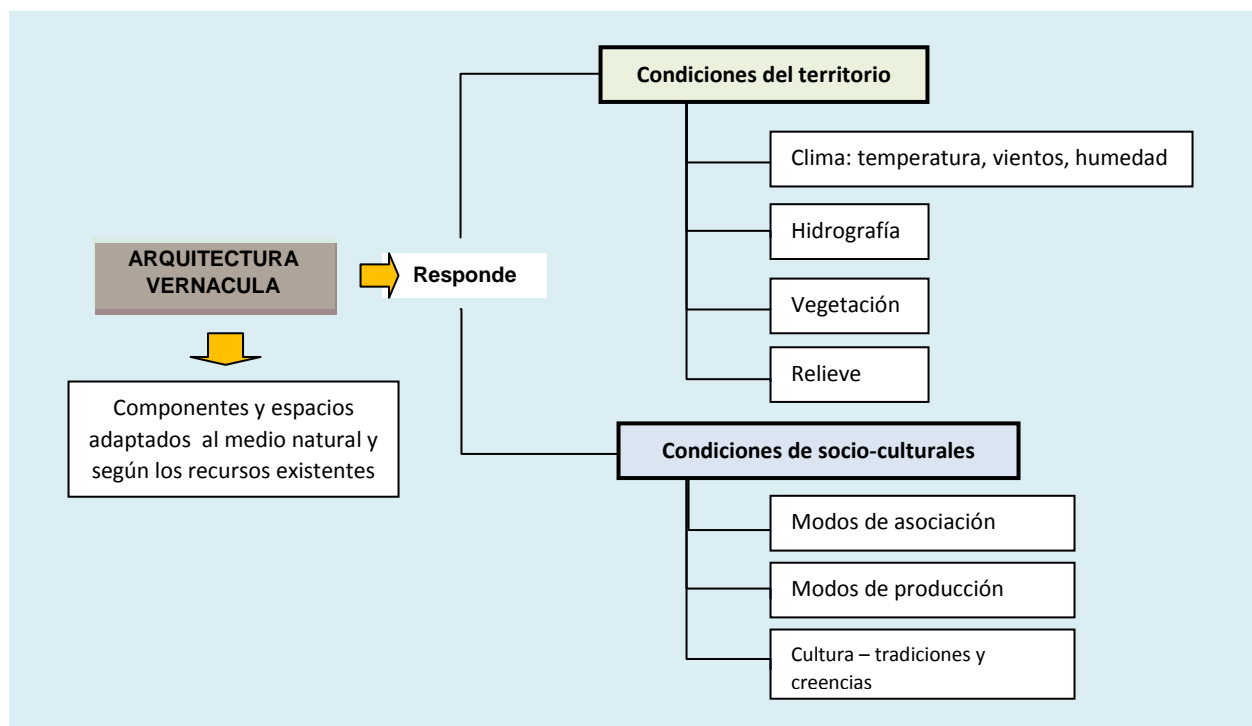 ARQUITECTURA
VERNACULA
Componentes y espacios
adaptados al medio natural y
según los recursos existentes
Responde
Condiciones del territorio
Clima: temperatura, vientos, humedad
Hidrografía
Vegetación
Relieve
Condiciones de socio-culturales
Modos de asociación
Modos de producción
Cultura – tradiciones y
creencias